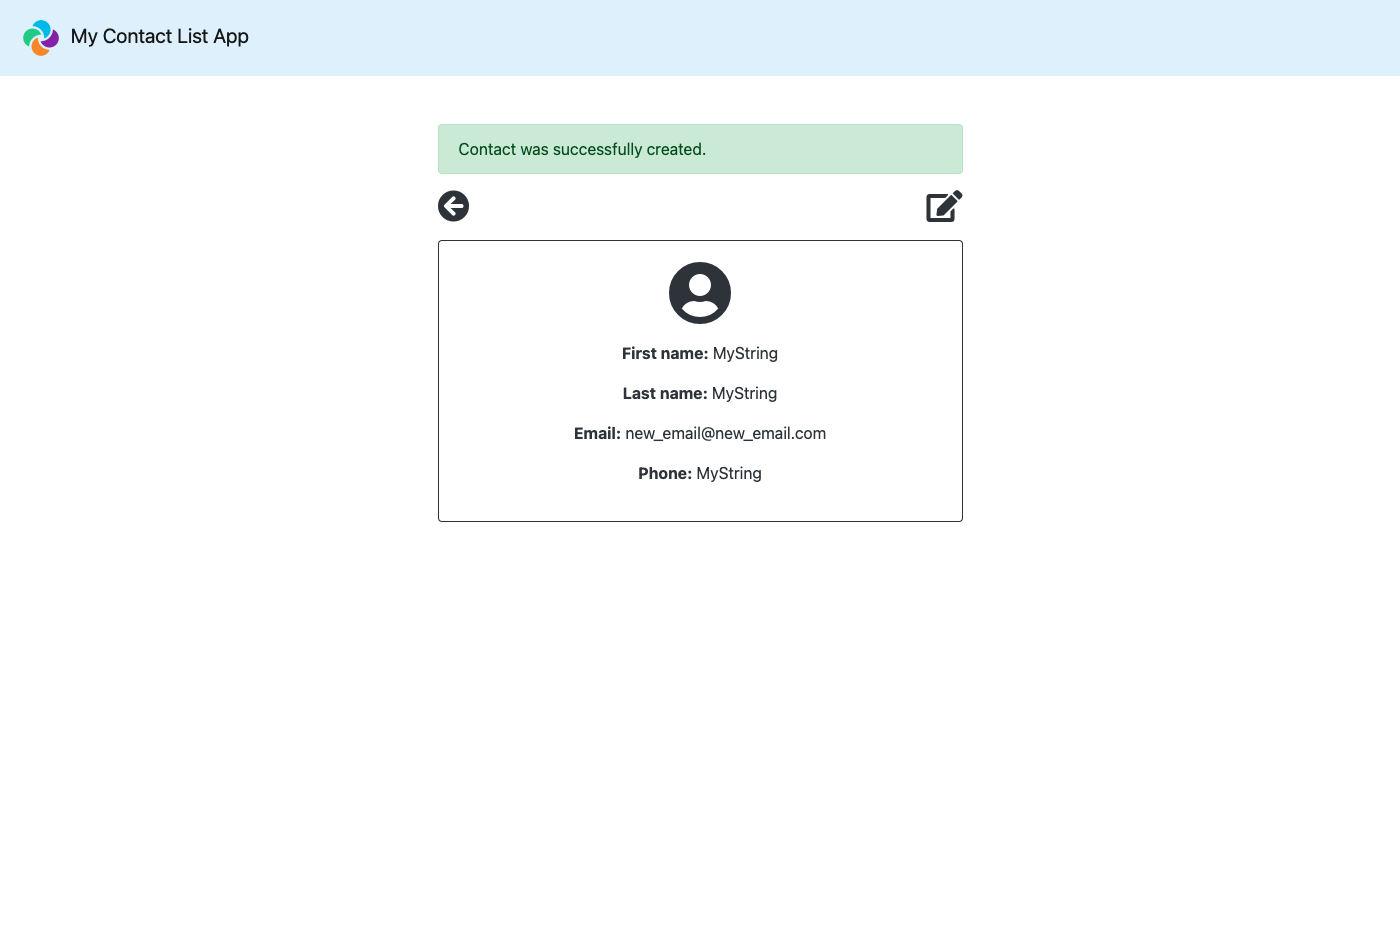 My Contact List App
Contact was successfully created.
First name: MyString
Last name: MyString
Email: new_email@new_email.com
Phone: MyString